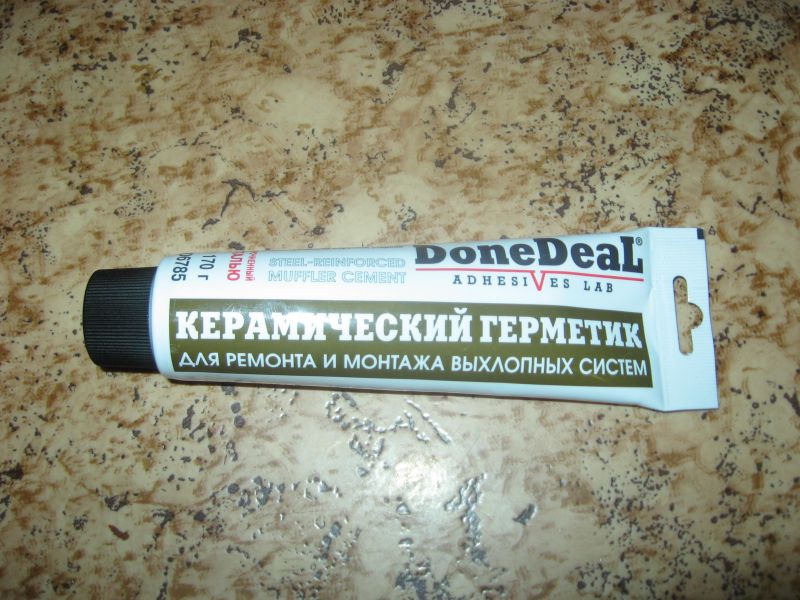 DoneDeaL®
ADHESIVES LAB
STEEL-REINFORCED
MUFFLER CEMENT
170 г
КЕРАМИЧЕСКИЙ ГЕРМЕТИК
ДЛЯ РЕМОНТА И МОНТАЖА ВЫХЛОПНЫХ СИСТЕМ